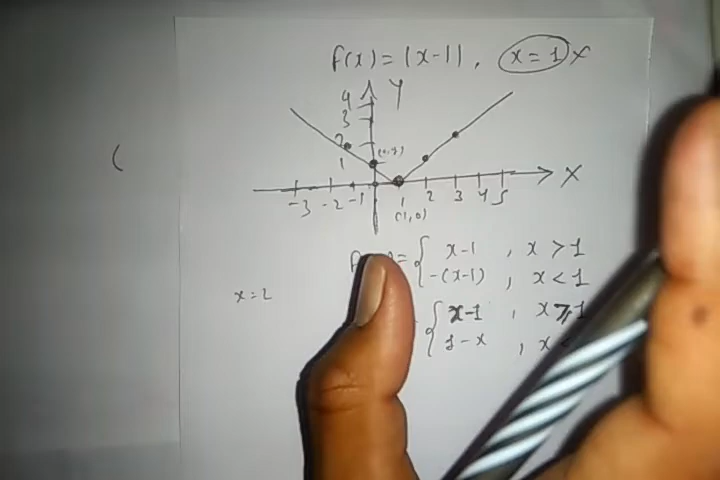 f(x) = |x-1| , x = 1 x
4 Y
3
2
1 (0,1)
-3 -2 -1 1 2 3 4 5 X
(1,0)
(
= { x-1 , x > 1
-(x-1) , x < 1
x = 2
{ x-1 , x ⩾ 1
1-x , x <